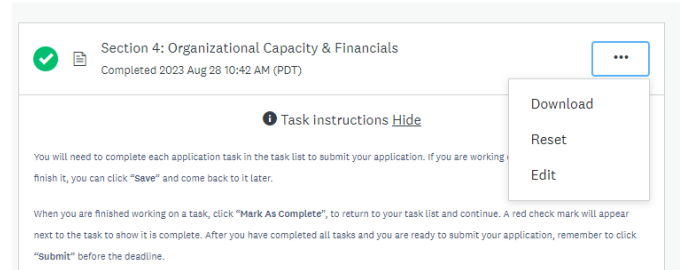 Section 4: Organizational Capacity & Financials
Completed 2023 Aug 28 10:42 AM (PDT)
Download
Reset
Edit
Task instructions Hide
You will need to complete each application task in the task list to submit your application. If you are working
finish it, you can click "Save" and come back to it later.
When you are finished working on a task, click "Mark As Complete", to return to your task list and continue. A red check mark will appear
next to the task to show it is complete. After you have completed all tasks and you are ready to submit your application, remember to click
"Submit" before the deadline.